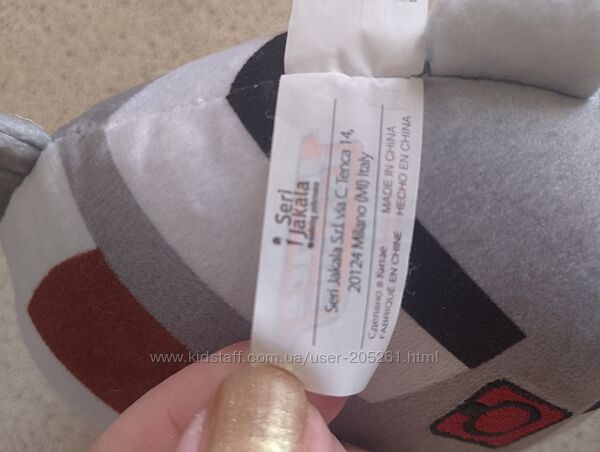 Seri
Jakala
Seri Jakala S.r.l. via C. Tenca 14,
20124 Milano (MI) Italy
Сделано в Китае
MADE IN CHINA
FABRIQUE EN CHINE
HECHO EN CHINA
www.kidstaff.com.ua/user-205261.html